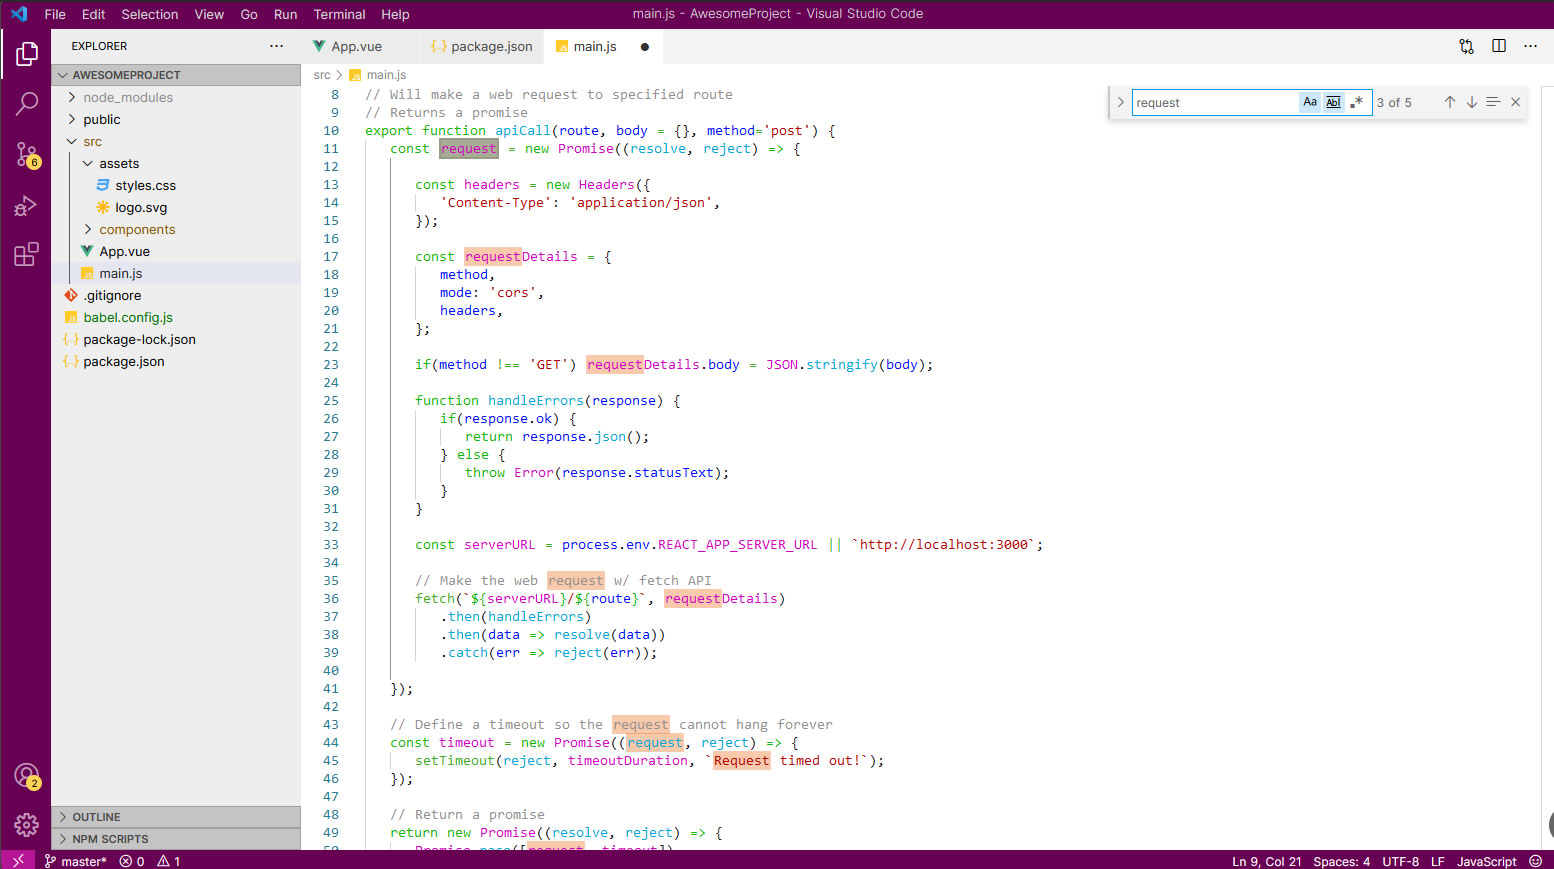 File Edit Selection View Go Run Terminal Help
main.js - AwesomeProject - Visual Studio Code
EXPLORER
AWESOMEPROJECT
node_modules
public
src
assets
styles.css
logo.svg
components
App.vue
main.js
.gitignore
babel.config.js
package-lock.json
package.json
OUTLINE
NPM SCRIPTS
6
2
App.vue
package.json
main.js
src > main.js
request Aa Abl .* 3 of 5
8 // Will make a web request to specified route
9 // Returns a promise
10 export function apiCall(route, body = {}, method='post') {
11 const request = new Promise((resolve, reject) => {
12
13 const headers = new Headers({
14 'Content-Type': 'application/json',
15 });
16
17 const requestDetails = {
18 method,
19 mode: 'cors',
20 headers,
21 };
22
23 if(method !== 'GET') requestDetails.body = JSON.stringify(body);
24
25 function handleErrors(response) {
26 if(response.ok) {
27 return response.json();
28 } else {
29 throw Error(response.statusText);
30 }
31 }
32
33 const serverURL = process.env.REACT_APP_SERVER_URL || `http://localhost:3000`;
34
35 // Make the web request w/ fetch API
36 fetch(`${serverURL}/${route}`, requestDetails)
37 .then(handleErrors)
38 .then(data => resolve(data))
39 .catch(err => reject(err));
40
41 });
42
43 // Define a timeout so the request cannot hang forever
44 const timeout = new Promise((request, reject) => {
45 setTimeout(reject, timeoutDuration, `Request timed out!`);
46 });
47
48 // Return a promise
49 return new Promise((resolve, reject) => {
50 Promise.race([request, timeout])
master* 0 1
Ln 9, Col 21 Spaces: 4 UTF-8 LF JavaScript